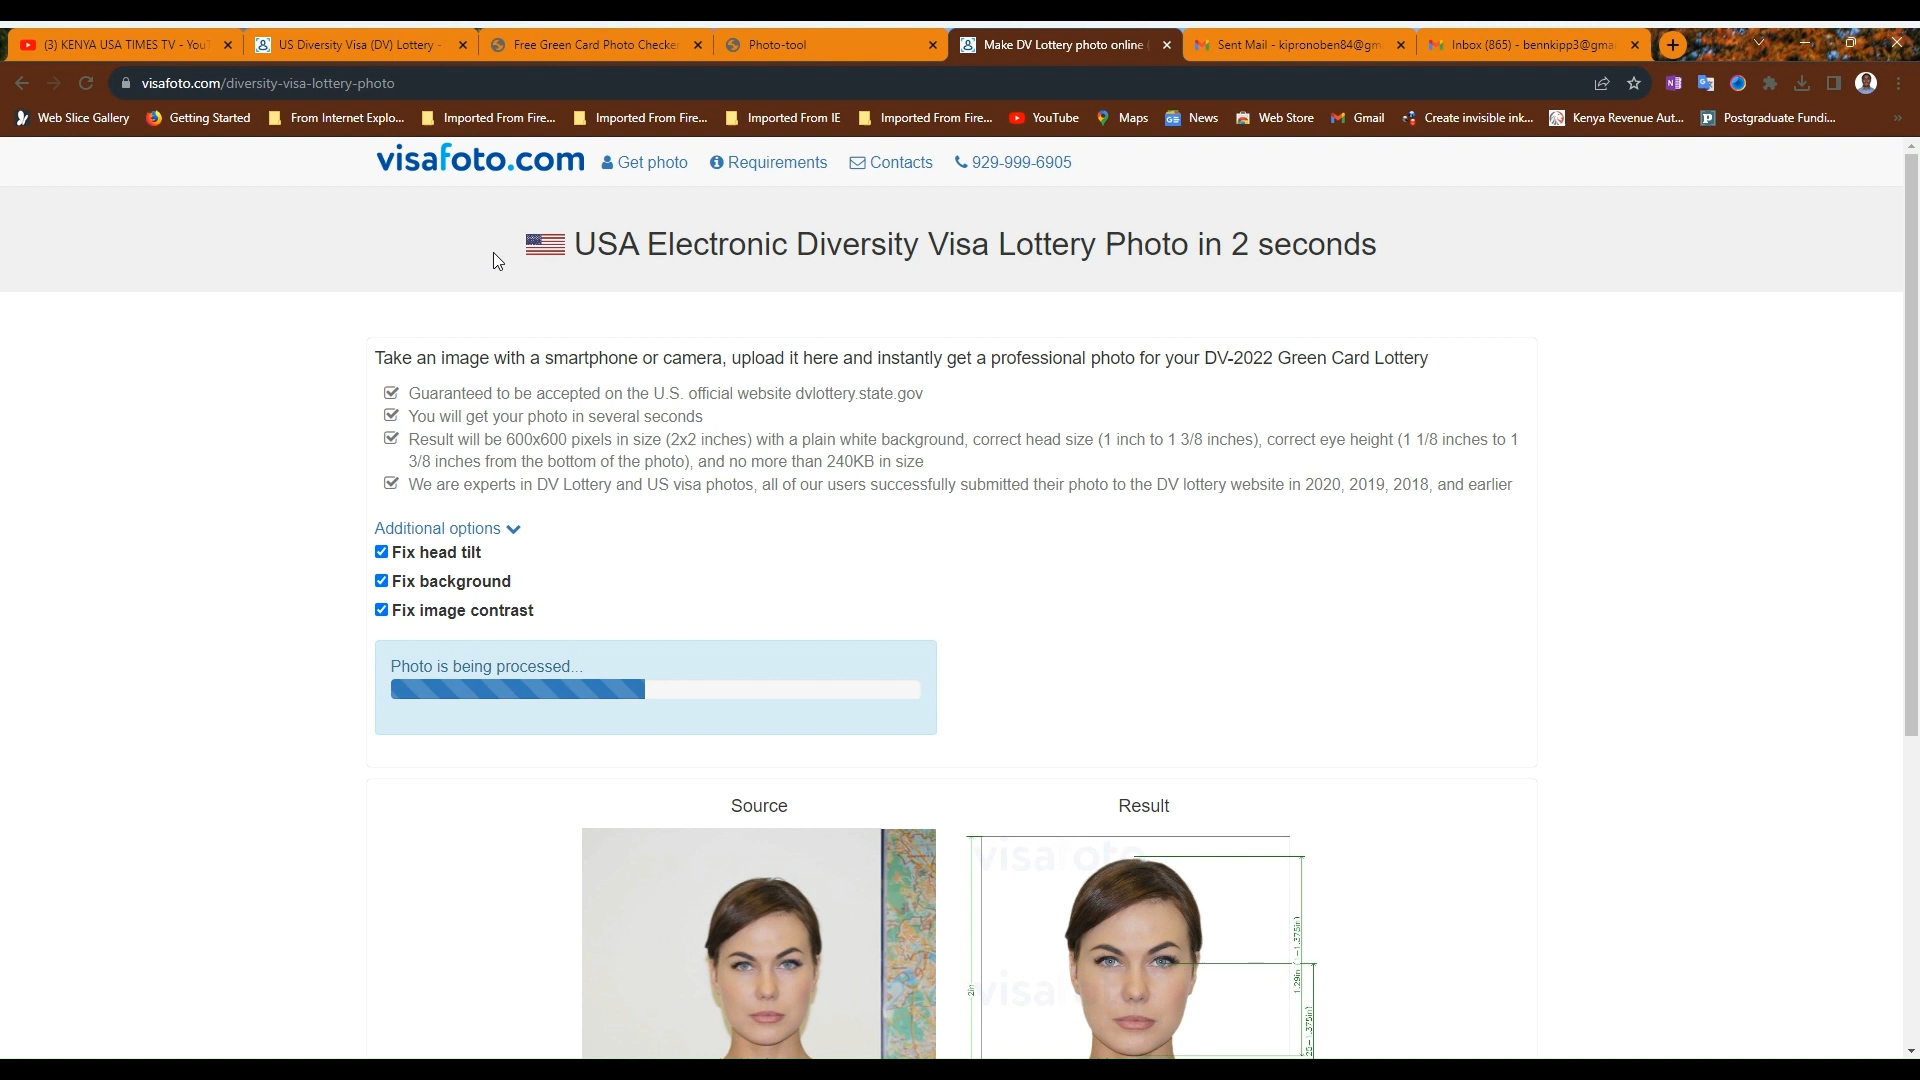 (3) KENYA USA TIMES TV - YouT
US Diversity Visa (DV) Lottery -
Free Green Card Photo Checke
Photo-tool
Make DV Lottery photo online
Sent Mail - kipronoben84@gm
Inbox (865) - bennkipp3@gma
visafoto.com/diversity-visa-lottery-photo
Web Slice Gallery
Getting Started
From Internet Explo...
Imported From Fire...
Imported From Fire...
Imported From IE
Imported From Fire...
YouTube
Maps
News
Web Store
Gmail
Create invisible ink...
Kenya Revenue Aut...
Postgraduate Fundi...
visafoto.com
Get photo
Requirements
Contacts
929-999-6905
USA Electronic Diversity Visa Lottery Photo in 2 seconds
Take an image with a smartphone or camera, upload it here and instantly get a professional photo for your DV-2022 Green Card Lottery
Guaranteed to be accepted on the U.S. official website dvlottery.state.gov
You will get your photo in several seconds
Result will be 600x600 pixels in size (2x2 inches) with a plain white background, correct head size (1 inch to 1 3/8 inches), correct eye height (1 1/8 inches to 1
3/8 inches from the bottom of the photo), and no more than 240KB in size
We are experts in DV Lottery and US visa photos, all of our users successfully submitted their photo to the DV lottery website in 2020, 2019, 2018, and earlier
Additional options
Fix head tilt
Fix background
Fix image contrast
Photo is being processed...
Source
Result
2in